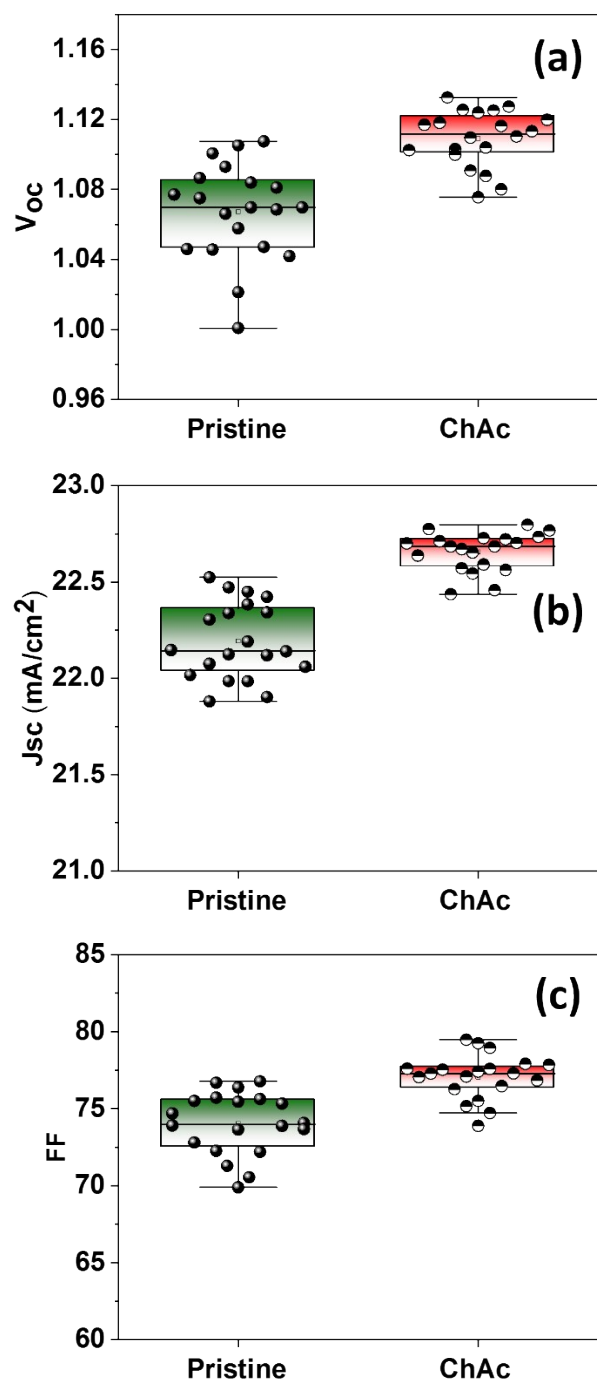 (a)
V_OC
1.16
1.12
1.08
1.04
1.00
0.96
Pristine ChAc
(b)
Jsc (mA/cm²)
23.0
22.5
22.0
21.5
21.0
Pristine ChAc
(c)
FF
85
80
75
70
65
60
Pristine ChAc